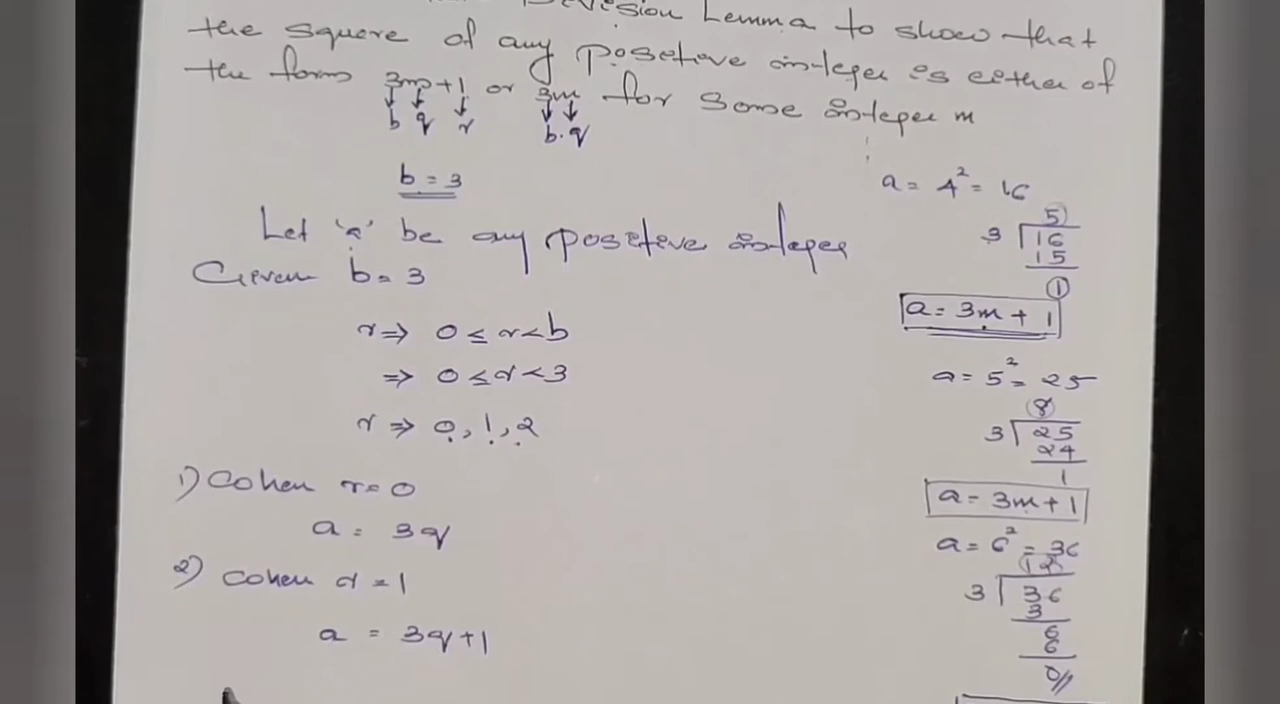 Division Lemma to show that
the square of any positive integer is either of
the form 3m+1 or 3m for some integer m
b q r b.q
b = 3
Let 'a' be any positive integer
Given b = 3
r ⇒ 0 ≤ r < b
⇒ 0 ≤ r < 3
r ⇒ 0, 1, 2
1) When r = 0
a = 3q
2) When r = 1
a = 3q + 1
a = 4² = 16
5
3 16
15
1
a = 3m + 1
a = 5² = 25
8
3 25
24
1
a = 3m + 1
a = 6² = 36
12
3 36
3
6
6
0//